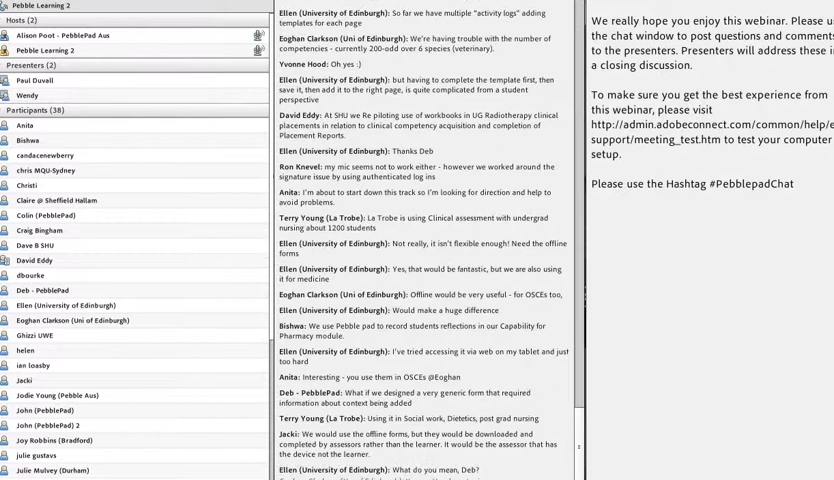 Pebble Learning 2
Hosts (2)
Alison Poot - PebblePad Aus
Pebble Learning 2
Presenters (2)
Paul Duvall
Wendy
Participants (38)
Anita
Bishwa
candacenewberry
chris MQU-Sydney
Christi
Claire @ Sheffield Hallam
Colin (PebblePad)
Craig Bingham
Dave B SHU
David Eddy
dbourke
Deb - PebblePad
Ellen (University of Edinburgh)
Eoghan Clarkson (Uni of Edinburgh)
Ghizzi UWE
helen
ian loasby
Jacki
Jodie Young (Pebble Aus)
John (PebblePad)
John (PebblePad) 2
Joy Robbins (Bradford)
julie gustavs
Julie Mulvey (Durham)
Ellen (University of Edinburgh): So far we have multiple "activity logs" adding
templates for each page
Eoghan Clarkson (Uni of Edinburgh): We're having trouble with the number of
competencies - currently 200-odd over 6 species (veterinary).
Yvonne Hood: Oh yes :)
Ellen (University of Edinburgh): but having to complete the template first, then
save it, then add it to the right page, is quite complicated from a student
perspective
David Eddy: At SHU we Re piloting use of workbooks in UG Radiotherapy clinical
placements in relation to clinical competency acquisition and completion of
Placement Reports.
Ellen (University of Edinburgh): Thanks Deb
Ron Knevel: my mic seems not to work either - however we worked around the
signature issue by using authenticated log ins
Anita: I'm about to start down this track so I'm looking for direction and help to
avoid problems.
Terry Young (La Trobe): La Trobe is using Clinical assessment with undergrad
nursing about 1200 students
Ellen (University of Edinburgh): Not really, it isn't flexible enough! Need the offline
forms
Ellen (University of Edinburgh): Yes, that would be fantastic, but we are also using
it for medicine
Eoghan Clarkson (Uni of Edinburgh): Offline would be very useful - for OSCEs too,
Ellen (University of Edinburgh): Would make a huge difference
Bishwa: We use Pebble pad to record students reflections in our Capability for
Pharmacy module.
Ellen (University of Edinburgh): I've tried accessing it via web on my tablet and just
too hard
Anita: Interesting - you use them in OSCEs @Eoghan
Deb - PebblePad: What if we designed a very generic form that required
information about context being added
Terry Young (La Trobe): Using it in Social work, Dietetics, post grad nursing
Jacki: We would use the offline forms, but they would be downloaded and
completed by assessors rather than the learner. It would be the assessor that has
the device not the learner.
Ellen (University of Edinburgh): What do you mean, Deb?
We really hope you enjoy this webinar. Please u
the chat window to post questions and comments
to the presenters. Presenters will address these in
a closing discussion.
To make sure you get the best experience from
this webinar, please visit
http://admin.adobeconnect.com/common/help/e
support/meeting_test.htm to test your computer
setup.
Please use the Hashtag #PebblepadChat